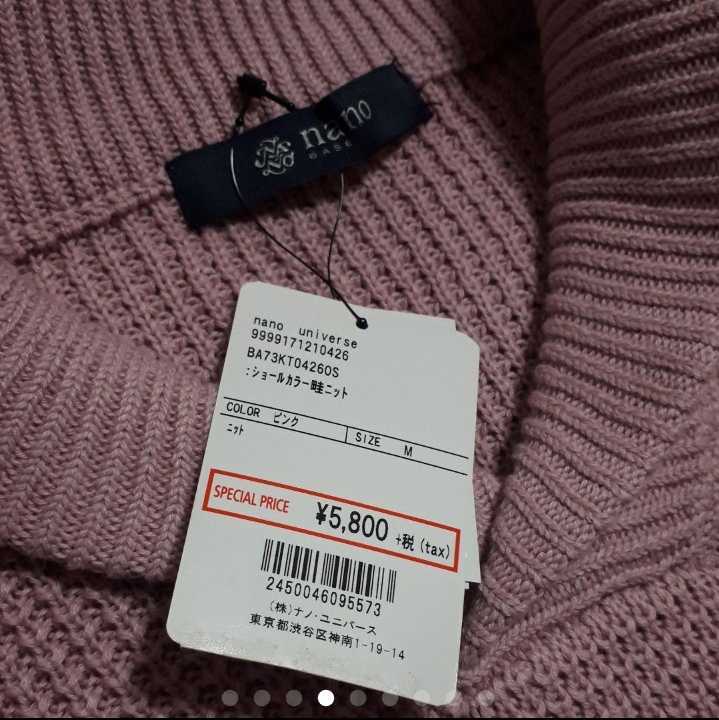 nano
BASE
nano universe
9999171210426
BA73KT04260S
:ショールカラー畦ニット
COLOR ピンク SIZE M
ニット
SPECIAL PRICE ¥5,800 +税(tax)
2450046095573
(株)ナノ・ユニバース
東京都渋谷区神南1-19-14